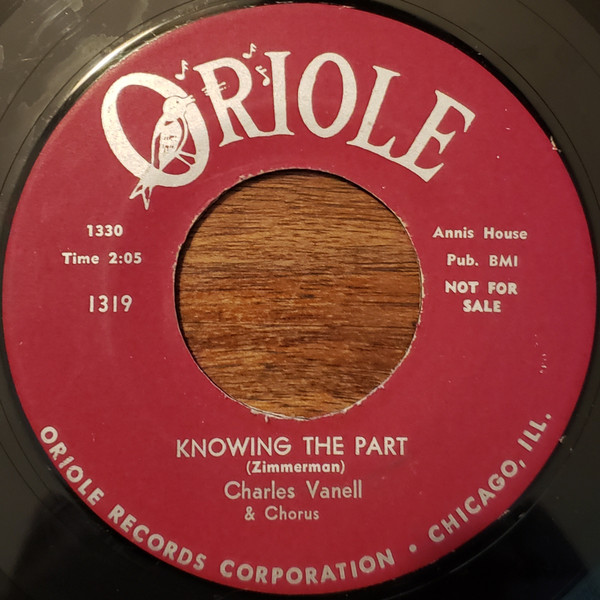 ORIOLE
1330
Time 2:05
1319
Annis House
Pub. BMI
NOT FOR
SALE
KNOWING THE PART
(Zimmerman)
Charles Vanell
& Chorus
ORIOLE RECORDS CORPORATION • CHICAGO, ILL.